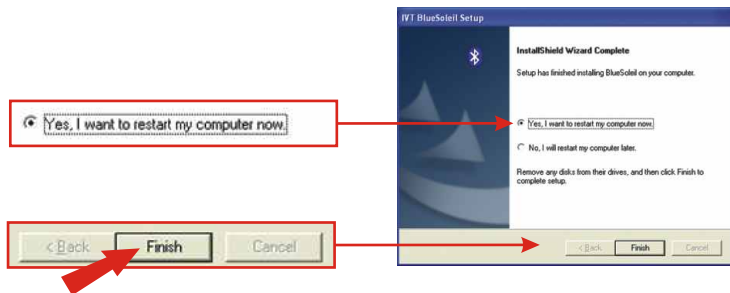 Yes, I want to restart my computer now.
< Back Finish Cancel
IVT BlueSoleil Setup
InstallShield Wizard Complete
Setup has finished installing BlueSoleil on your computer.
Yes, I want to restart my computer now.
No, I will restart my computer later.
Remove any disks from their drives, and then click Finish to
complete setup.
< Back Finish Cancel